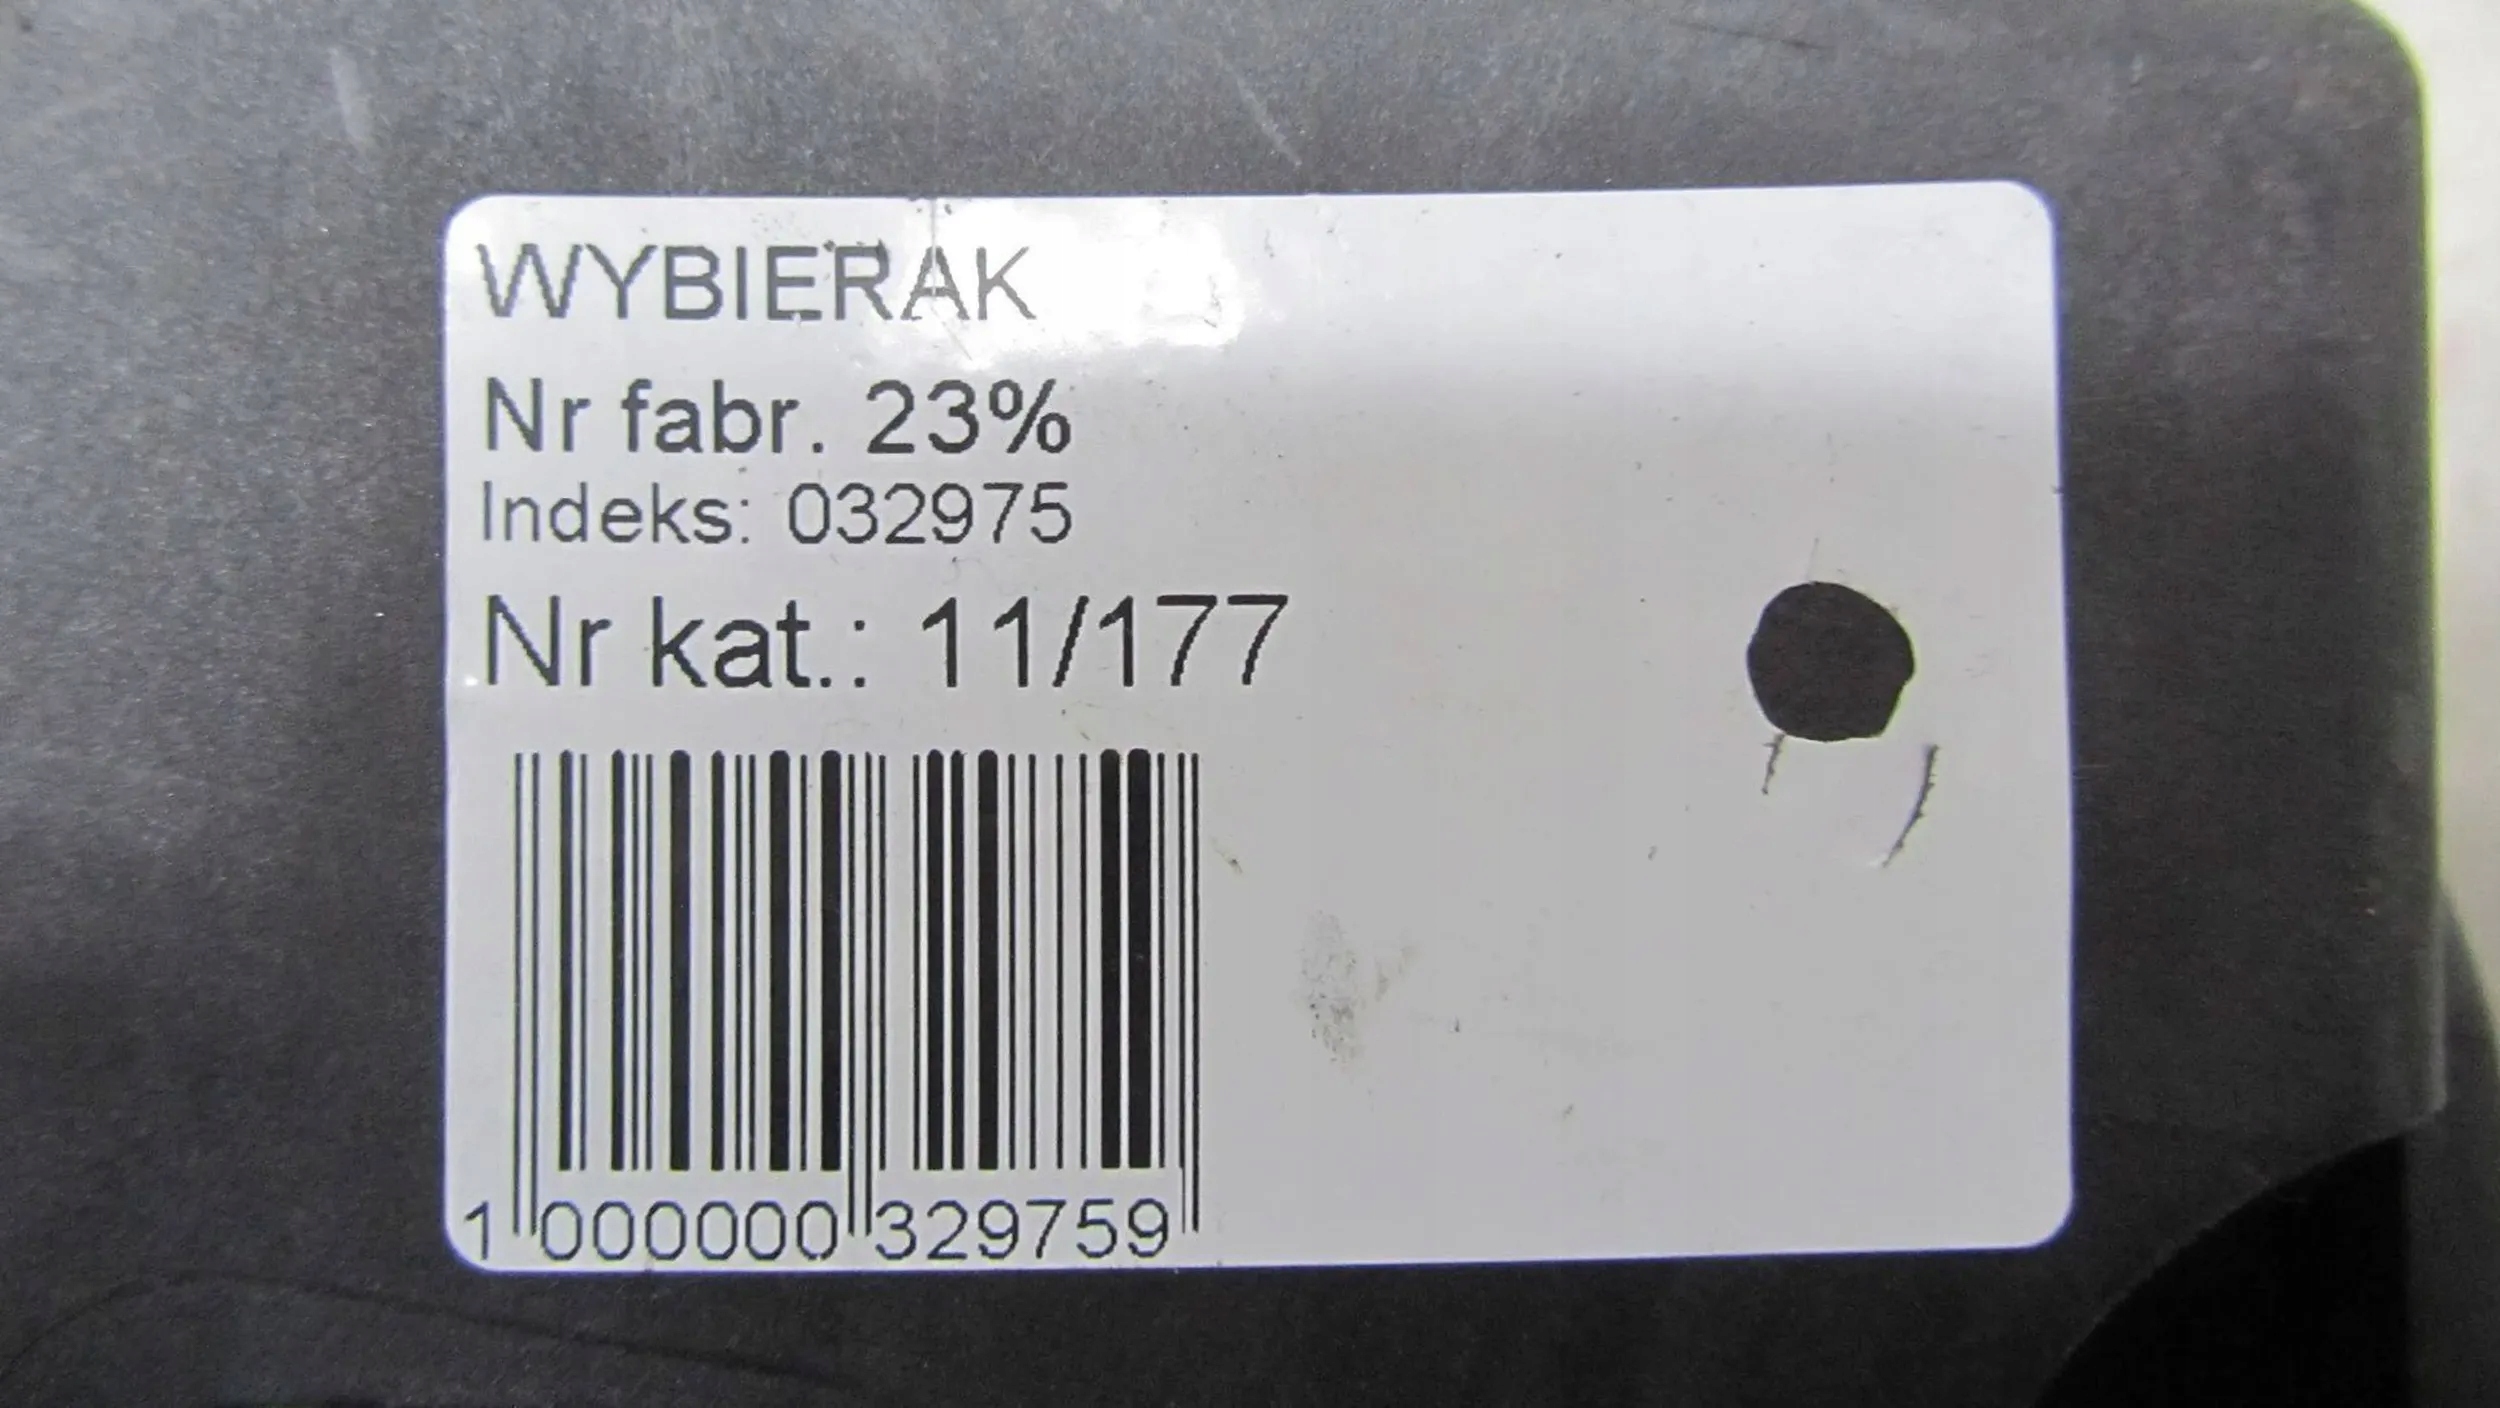 WYBIERAK
Nr fabr. 23%
Indeks: 032975
Nr kat.: 11/177
1 000000 329759